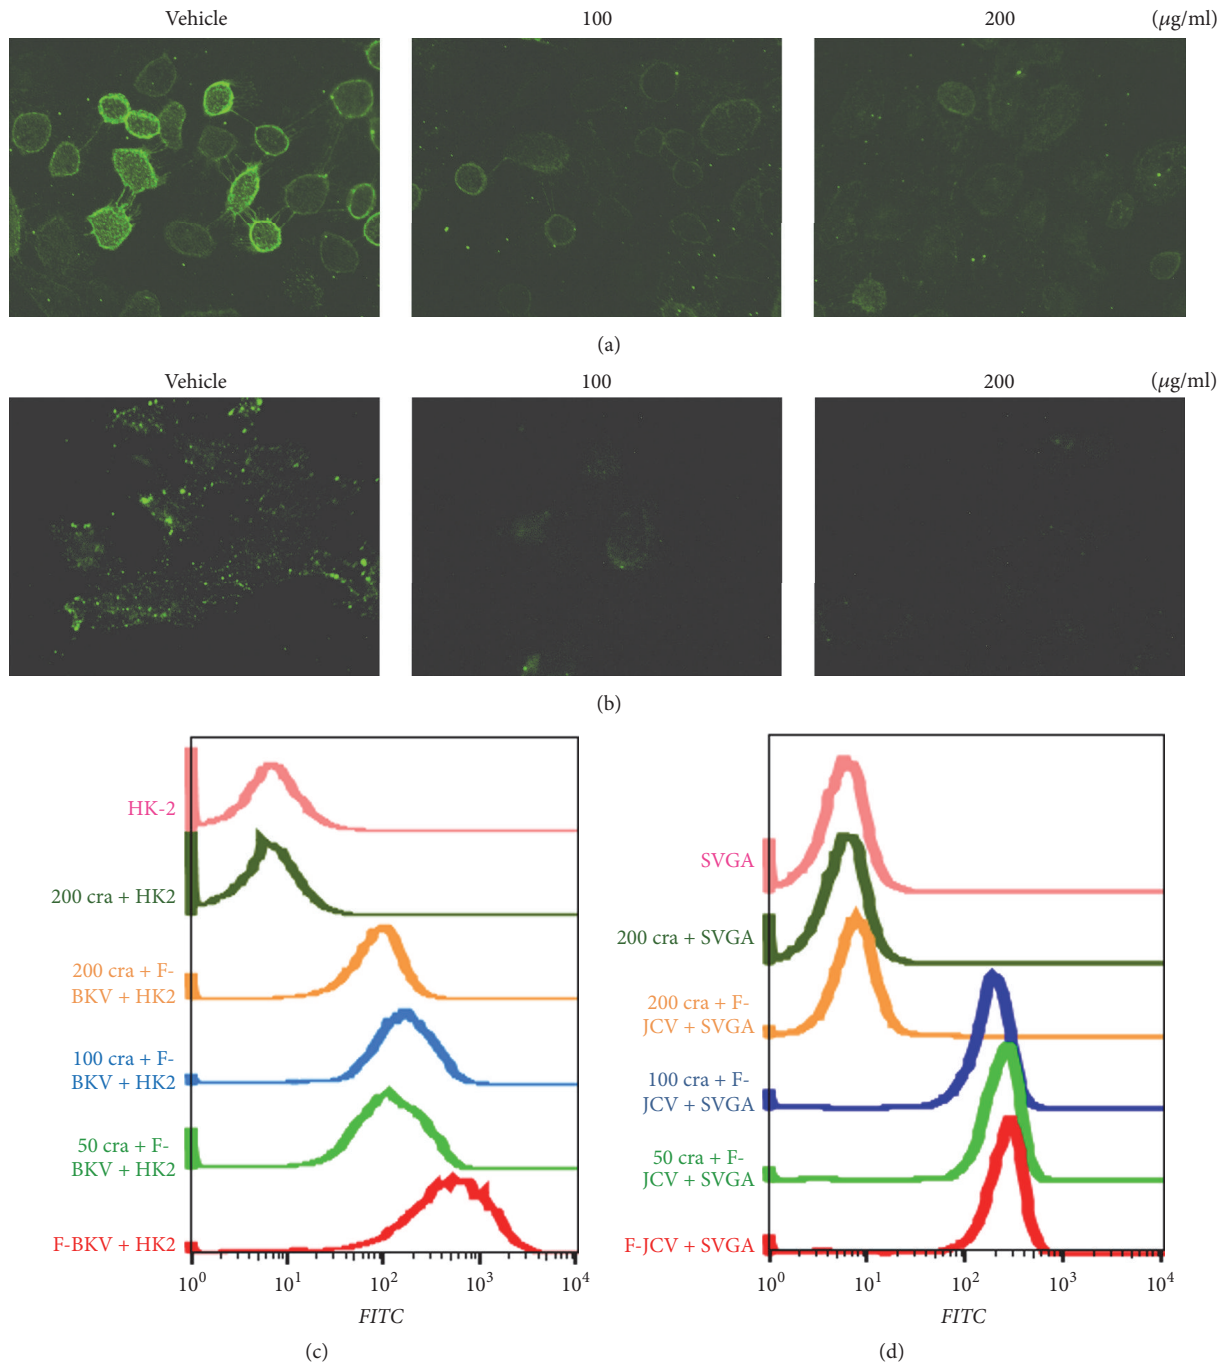 Vehicle 100 200 (μg/ml)
(a)
Vehicle 100 200 (μg/ml)
(b)
HK-2
200 cra + HK2
200 cra + F-
BKV + HK2
100 cra + F-
BKV + HK2
50 cra + F-
BKV + HK2
F-BKV + HK2
10⁰ 10¹ 10² 10³ 10⁴
FITC
(c)
SVGA
200 cra + SVGA
200 cra + F-
JCV + SVGA
100 cra + F-
JCV + SVGA
50 cra + F-
JCV + SVGA
F-JCV + SVGA
10⁰ 10¹ 10² 10³ 10⁴
FITC
(d)